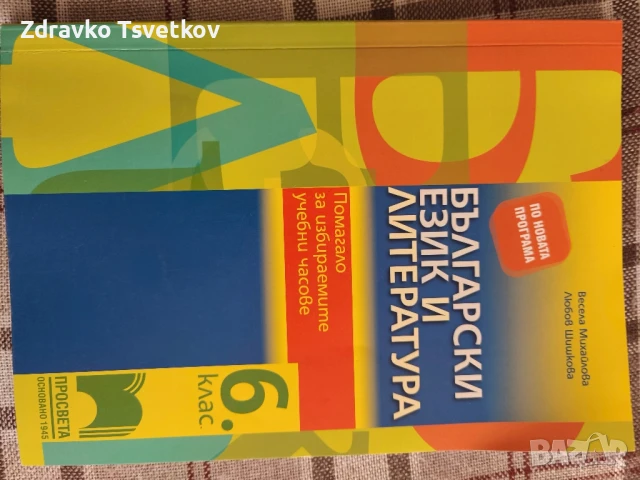 Zdravko Tsvetkov
Весела Михайлова
Любов Шишкова
ПО НОВАТА
ПРОГРАМА
БЪЛГАРСКИ
ЕЗИК И
ЛИТЕРАТУРА
Помагало
за избираемите
учебни часове
6.
клас
ПРОСВЕТА
ОСНОВАНО 1945
BAZAR